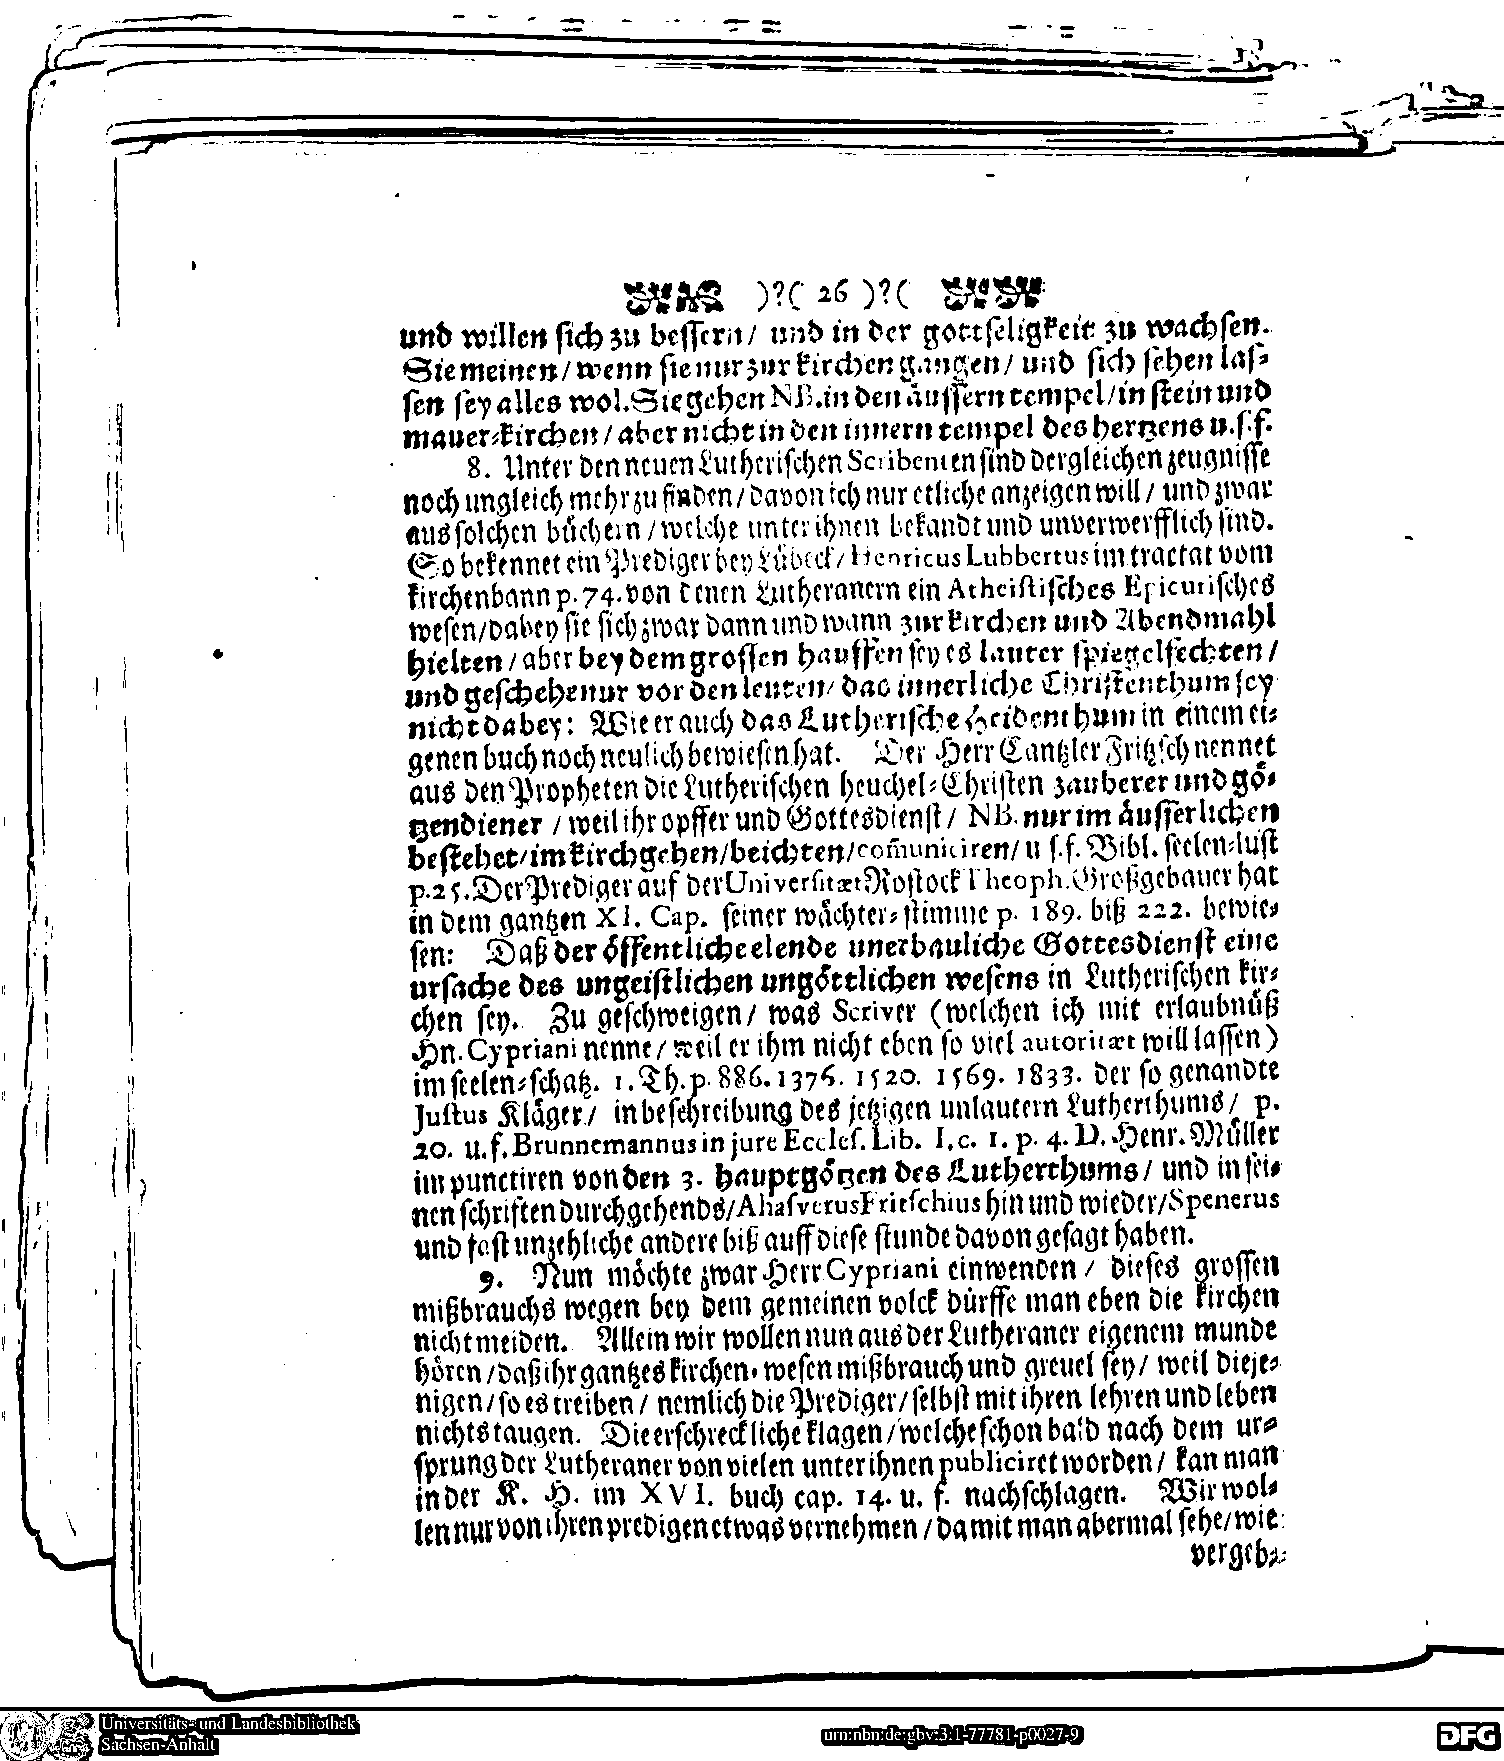 )?( 26 )?(
und willen sich zu bessern/ und in der gottseligkeit zu wachsen.
Sie meinen/ wenn sie nur zur kirchen gangen/ und sich sehen las-
sen sey alles wol. Sie gehen NB. in den äussern tempel/ in stein und
mauer-kirchen/ aber nicht in den innern tempel des hertzens u.s.f.
8. Unter den neuen Lutherischen Scribenten sind dergleichen zeugnisse
noch ungleich mehr zu finden/ davon ich nur etliche anzeigen will/ und zwar
aus solchen büchern/ welche unter ihnen bekandt und unverwerfflich sind.
So bekennet ein Prediger bey Lübeck/ Henricus Lubbertus im tractat vom
kirchenbann p. 74. von denen Lutheranern ein Atheistisches Epicurisches
wesen/ dabey sie sich zwar dann und wann zur kirchen und Abendmahl
hielten/ aber bey dem grossen hauffen sey es lauter spiegelfechten/
und geschehe nur vor den leuten/ das innerliche Christenthum sey
nicht dabey: Wie er auch das Lutherische Heidenthum in einem ei-
genen buch noch neulich bewiesen hat. Der Herr Cantzler Fritzsch nennet
aus den Propheten die Lutherischen heuchel-Christen zauberer und gö-
tzendiener/ weil ihr opffer und Gottesdienst/ NB. nur im äusserlichen
bestehet/ im kirchgehen/ beichten/ com̃uniciren/ u s.f. Bibl. seelen-lust
p. 25. Der Prediger auf der Universitæt Rostock Theoph. Großgebauer hat
in dem gantzen XI. Cap. seiner wächter-stimme p. 189. biß 222. bewie-
sen: Daß der öffentliche elende unerbauliche Gottesdienst eine
ursache des ungeistlichen ungöttlichen wesens in Lutherischen kir-
chen sey. Zu geschweigen/ was Scriver (welchen ich mit erlaubnüß
Hn. Cypriani nenne/ weil er ihm nicht eben so viel autoritæt will lassen)
im seelen-schatz. 1. Th. p. 886. 1376. 1520. 1569. 1833. der so genandte
Justus Kläger/ in beschreibung des jetzigen unlautern Lutherthums/ p.
20. u. f. Brunnemannus in jure Eccles. Lib. I. c. 1. p. 4. D. Henr. Müller
im punctiren von den 3. hauptgötzen des Lutherthums/ und in sei-
nen schriften durchgehends/ Ahasverus Fritschius hin und wieder/ Spenerus
und fast unzehliche andere biß auff diese stunde davon gesagt haben.
9. Nun möchte zwar Herr Cypriani einwenden/ dieses grossen
mißbrauchs wegen bey dem gemeinen volck dürffe man eben die kirchen
nicht meiden. Allein wir wollen nun aus der Lutheraner eigenem munde
hören/ daß ihr gantzes kirchen-wesen mißbrauch und greuel sey/ weil dieje-
nigen/ so es treiben/ nemlich die Prediger/ selbst mit ihren lehren und leben
nichts taugen. Die erschreckliche klagen/ welche schon bald nach dem ur-
sprung der Lutheraner von vielen unter ihnen publiciret worden/ kan man
in der K. H. im XVI. buch cap. 14. u. f. nachschlagen. Wir wol-
len nur von ihren predigen etwas vernehmen/ damit man abermal sehe/ wie
vergeb-
Universitäts- und Landesbibliothek
Sachsen-Anhalt
urn:nbn:de:gbv:3:1-77781-p0027-9
DFG